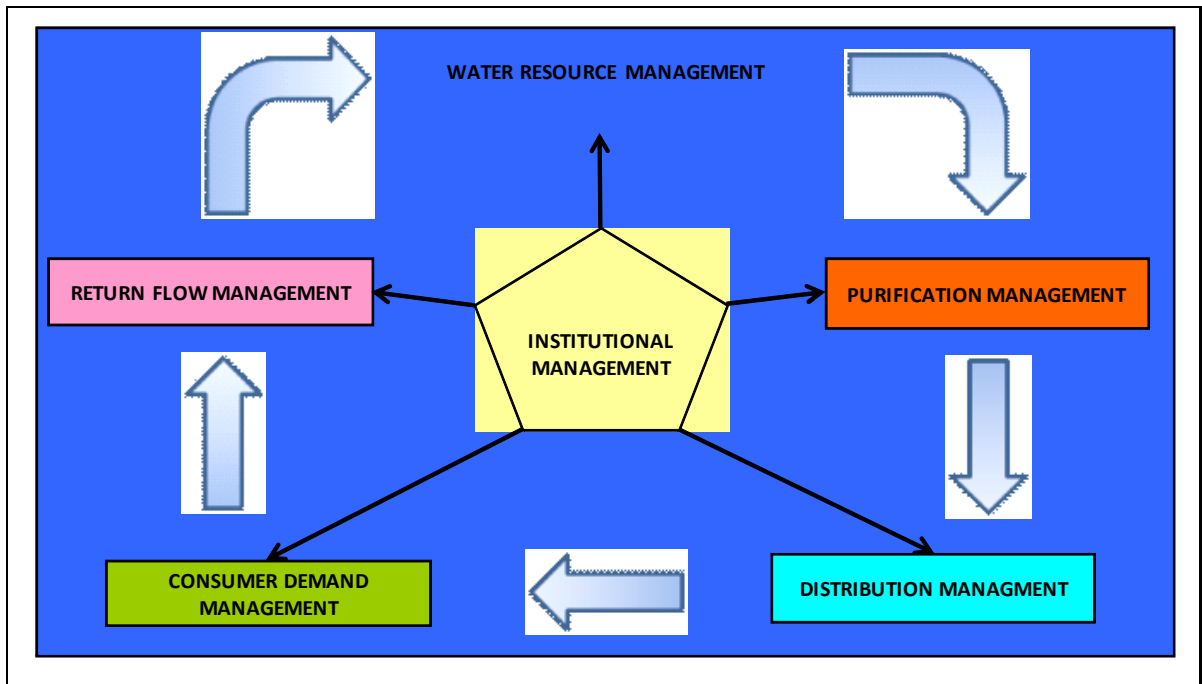 WATER RESOURCE MANAGEMENT
RETURN FLOW MANAGEMENT
PURIFICATION MANAGEMENT
INSTITUTIONAL
MANAGEMENT
CONSUMER DEMAND
MANAGEMENT
DISTRIBUTION MANAGMENT